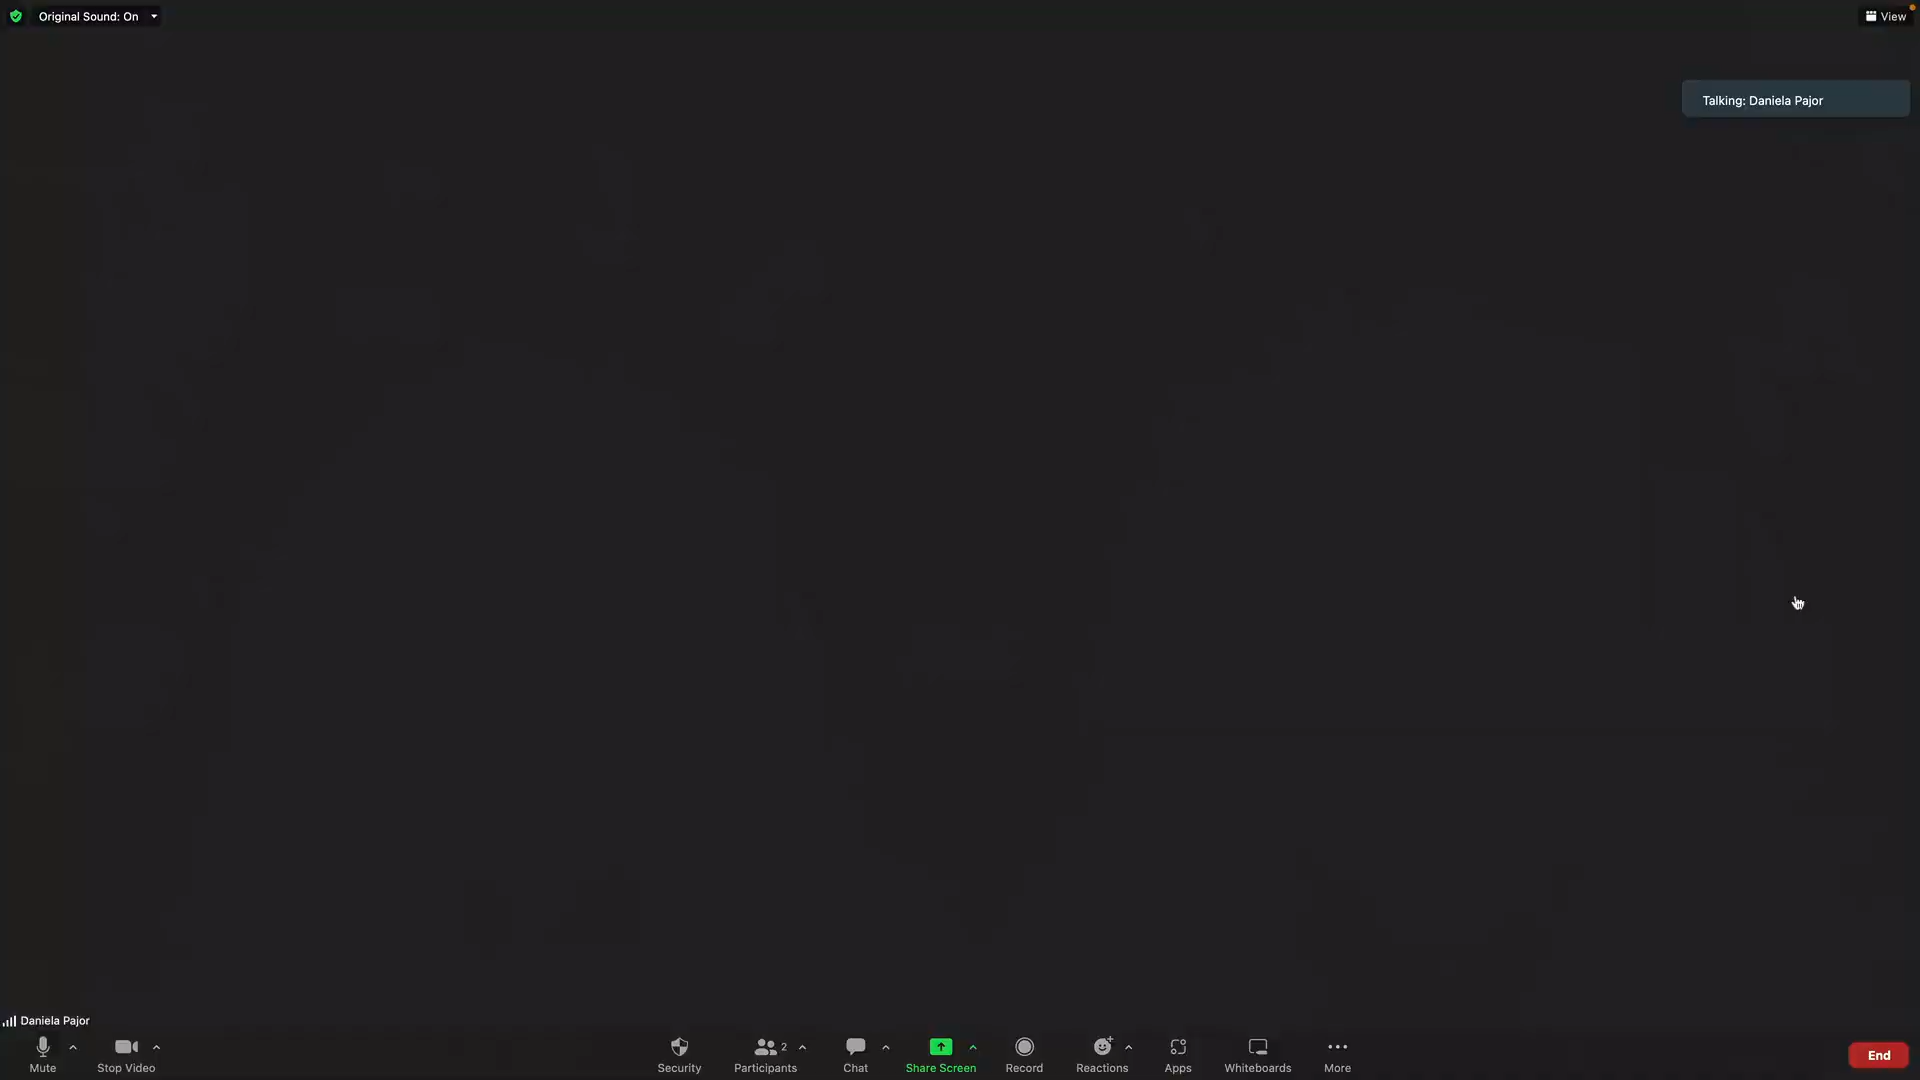 Original Sound: On
View
Talking: Daniela Pajor
Daniela Pajor
Mute
Stop Video
Security
Participants 2
Chat
Share Screen
Record
Reactions
Apps
Whiteboards
More
End